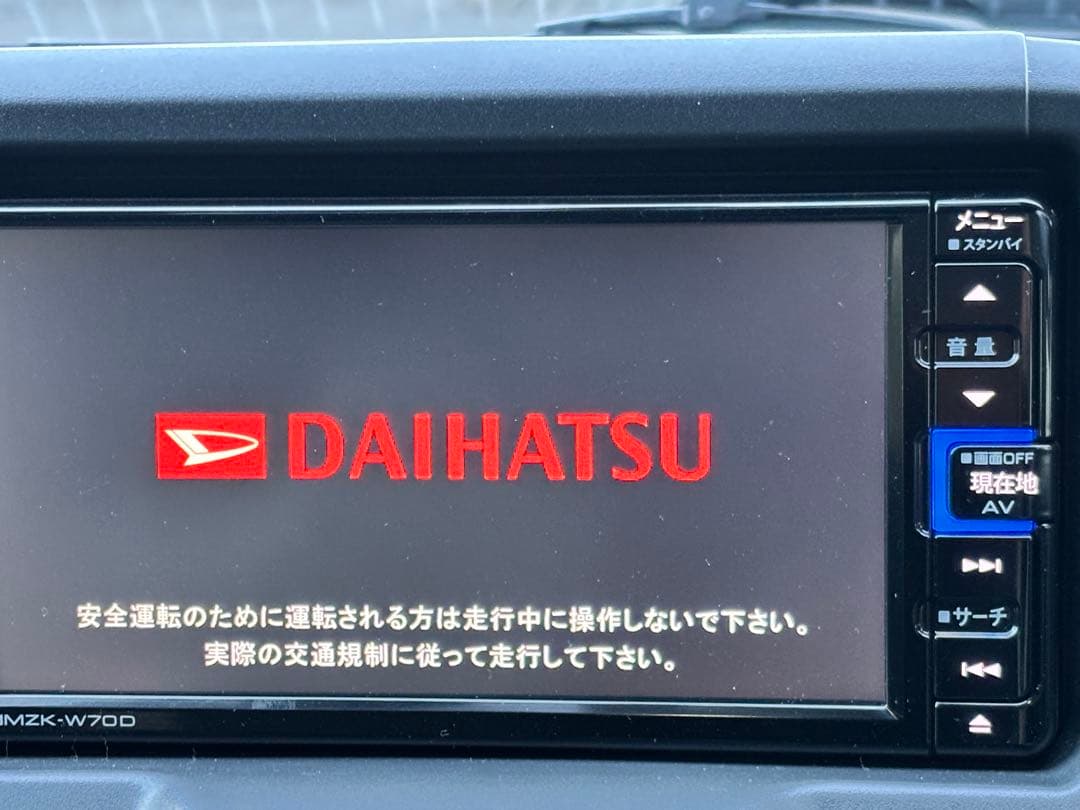 メニュー
スタンバイ
音量
画面OFF
現在地
AV
サーチ
DAIHATSU
安全運転のために運転される方は走行中に操作しないで下さい。
実際の交通規制に従って走行して下さい。
NMZK-W70D